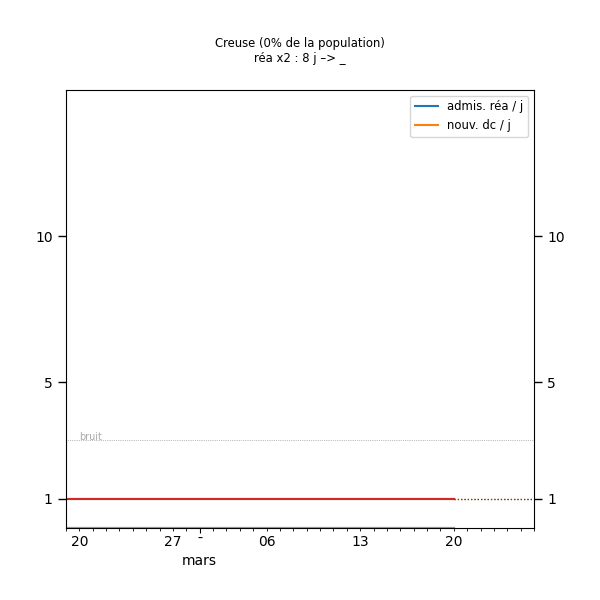 Creuse (0% de la population)
réa x2 : 8 j –> _
admis. réa / j
nouv. dc / j
10 10
5 5
bruit
1 1
20 27 - 06 13 20
mars